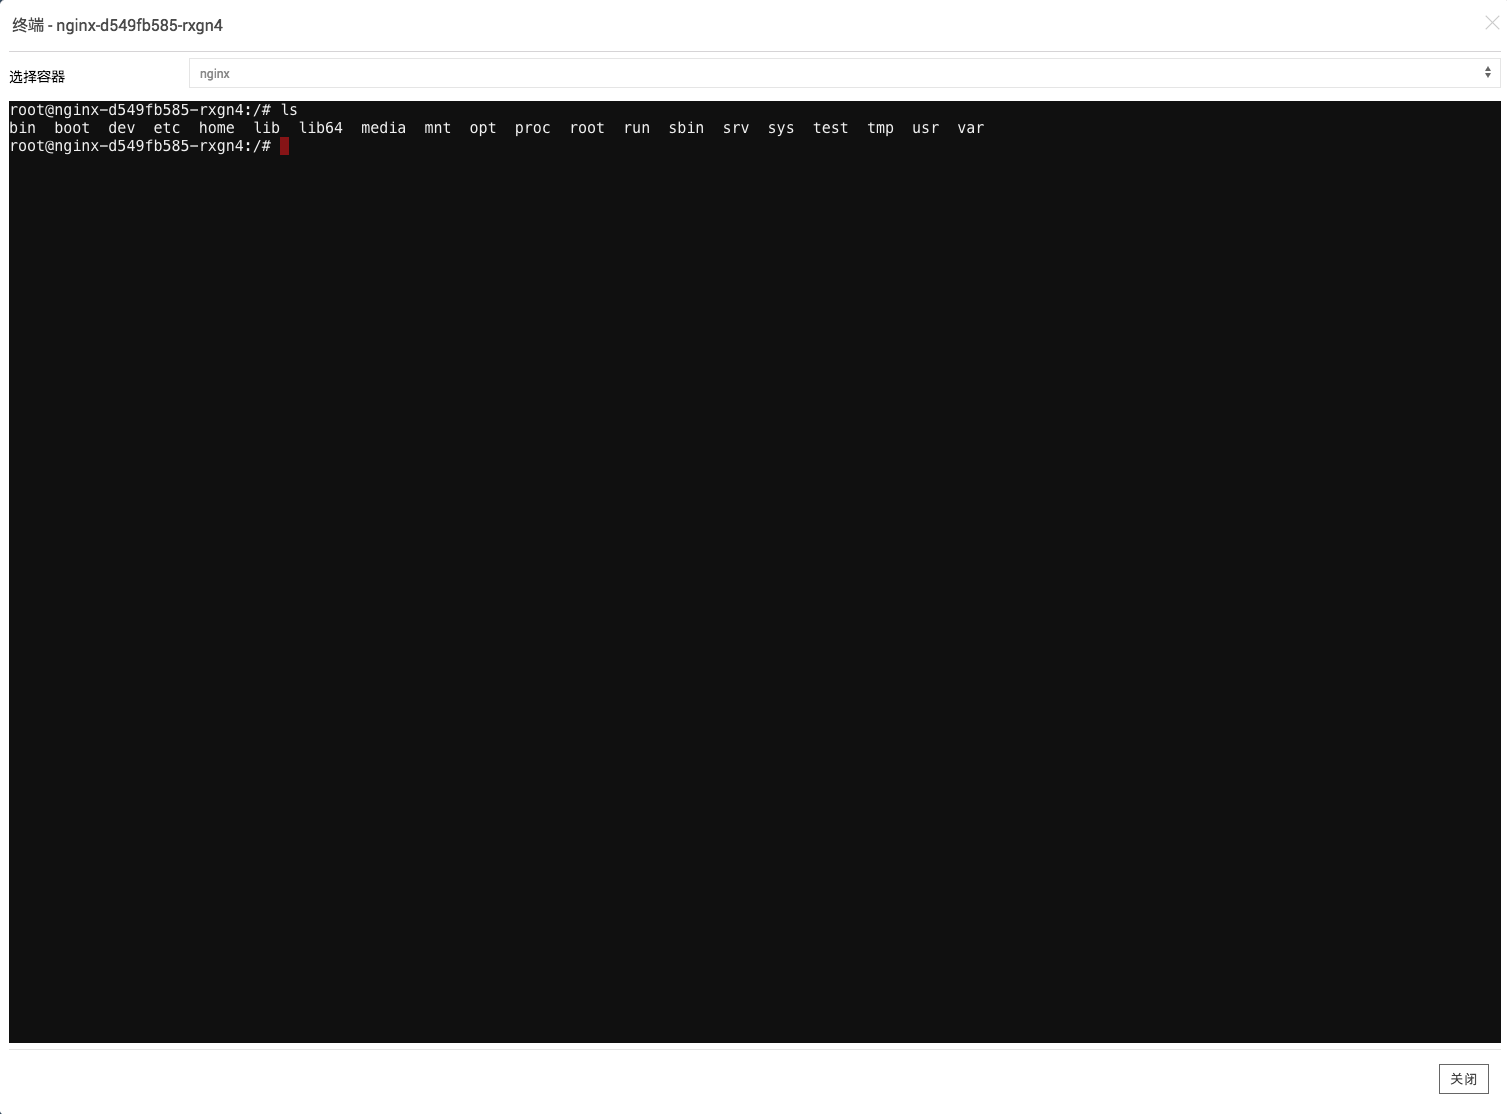 终端 - nginx-d549fb585-rxgn4
选择容器
nginx
root@nginx-d549fb585-rxgn4:/# ls
bin  boot  dev  etc  home  lib  lib64  media  mnt  opt  proc  root  run  sbin  srv  sys  test  tmp  usr  var
root@nginx-d549fb585-rxgn4:/#
关闭